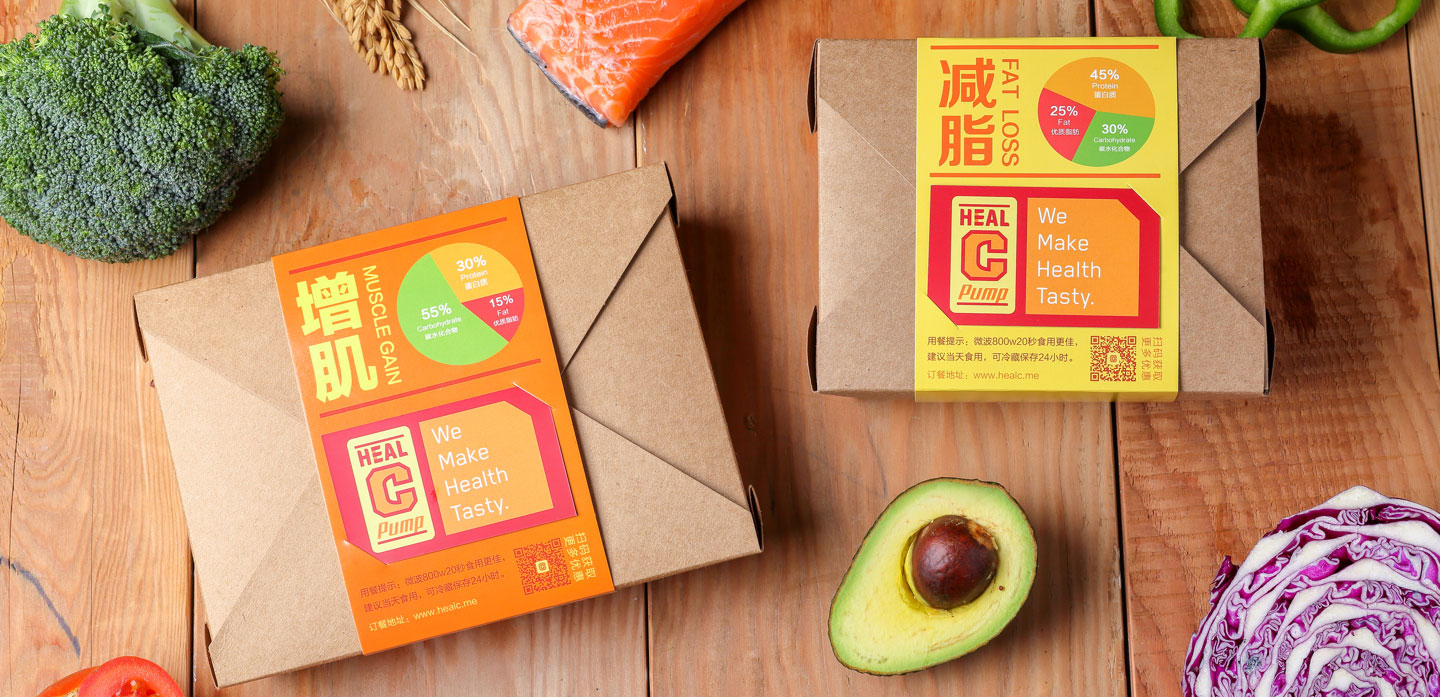 增肌
MUSCLE GAIN
30%
Protein
蛋白质
15%
Fat
优质脂肪
55%
Carbohydrate
碳水化合物
HEAL
C
Pump
We
Make
Health
Tasty.
用餐提示：微波800w20秒食用更佳，
建议当天食用，可冷藏保存24小时。
订餐地址：www.healc.me
扫码获取
更多优惠
减脂
FAT LOSS
45%
Protein
蛋白质
25%
Fat
优质脂肪
30%
Carbohydrate
碳水化合物
HEAL
C
Pump
We
Make
Health
Tasty.
用餐提示：微波800w20秒食用更佳，
建议当天食用，可冷藏保存24小时。
订餐地址：www.healc.me
扫码获取
更多优惠